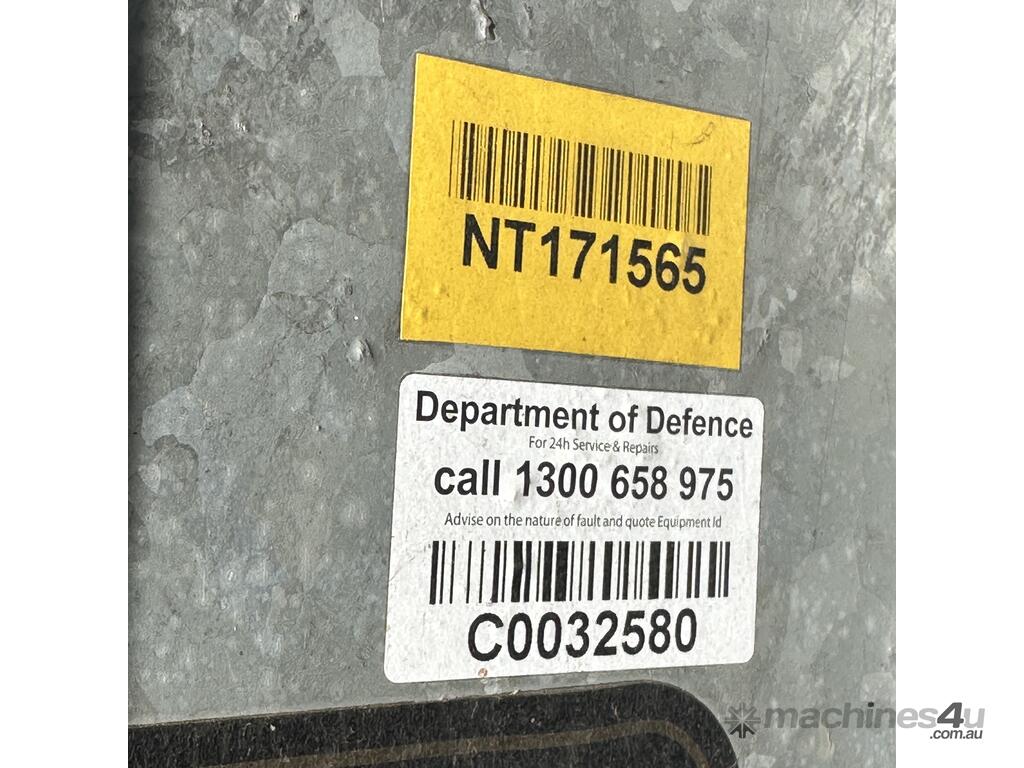 NT171565
Department of Defence
For 24h Service & Repairs
call 1300 658 975
Advise on the nature of fault and quote Equipment Id
C0032580
machines4u
.com.au